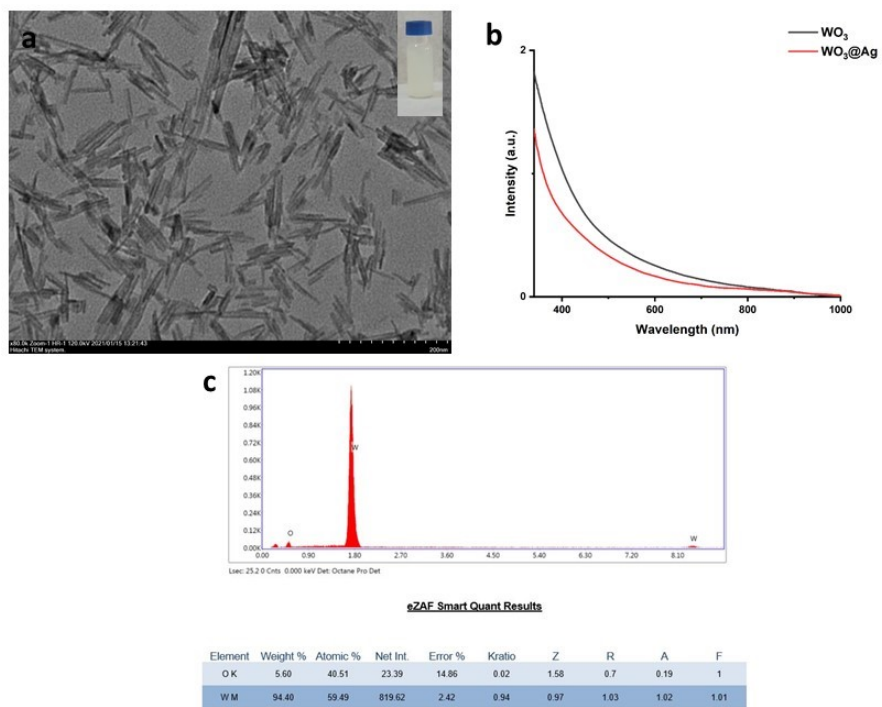 a
x80.0k Zoom-1 HR-1 120.0kV 2021/01/15 13:21:43
Hitachi TEM system.
200nm
b
WO3
WO3@Ag
2
Intensity (a.u.)
0
400 600 800 1000
Wavelength (nm)
c
1.20K
1.08K
0.96K
0.84K
0.72K
0.60K
0.48K
0.36K
0.24K
0.12K
0.00K
W
O
W
0.00 0.90 1.80 2.70 3.60 4.50 5.40 6.30 7.20 8.10
Lsec: 25.2 0 Cnts 0.000 keV Det: Octane Pro Det
eZAF Smart Quant Results
Element Weight % Atomic % Net Int. Error % Kratio Z R A F
O K 5.60 40.51 23.39 14.86 0.02 1.58 0.7 0.19 1
W M 94.40 59.49 819.62 2.42 0.94 0.97 1.03 1.02 1.01